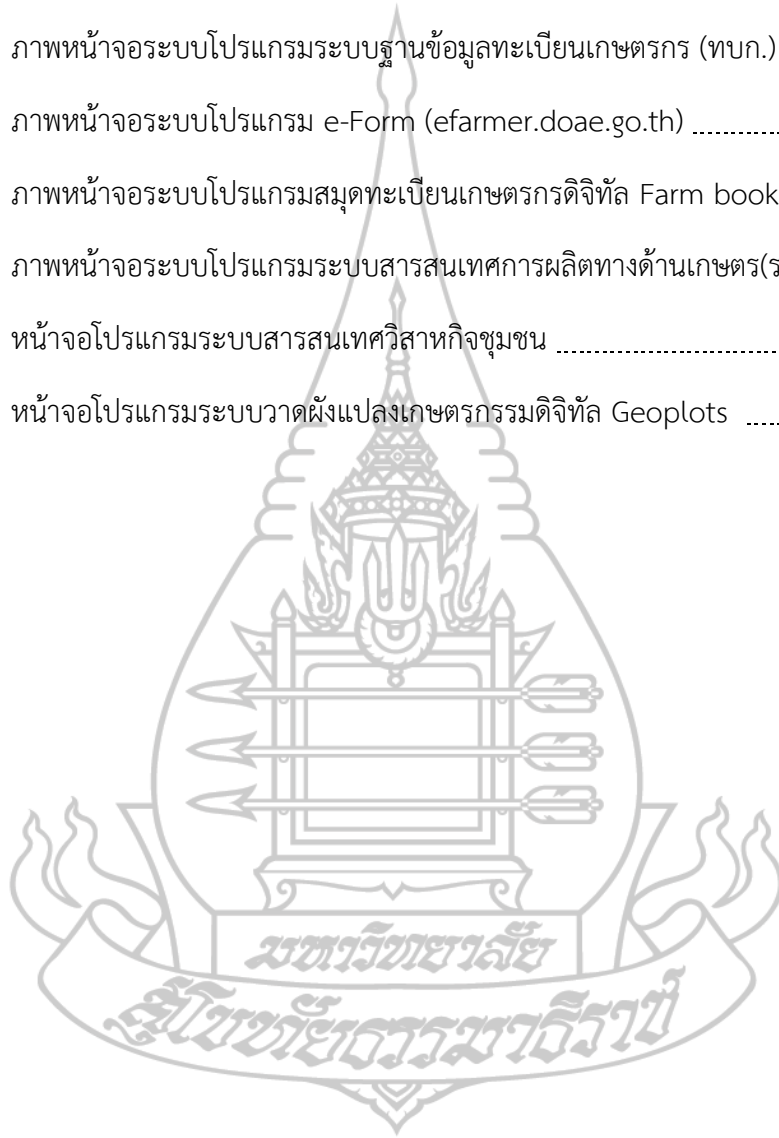 ภาพหน้าจอระบบโปรแกรมระบบฐานข้อมูลทะเบียนเกษตรกร (ทบก.)
ภาพหน้าจอระบบโปรแกรม e-Form (efarmer.doae.go.th)
ภาพหน้าจอระบบโปรแกรมสมุดทะเบียนเกษตรกรดิจิทัล Farm book
ภาพหน้าจอระบบโปรแกรมระบบสารสนเทศการผลิตทางด้านเกษตร(ร
หน้าจอโปรแกรมระบบสารสนเทศวิสาหกิจชุมชน
หน้าจอโปรแกรมระบบวาดผังแปลงเกษตรกรรมดิจิทัล Geoplots
มหาวิทยาลัย
สุโขทัยธรรมาธิราช